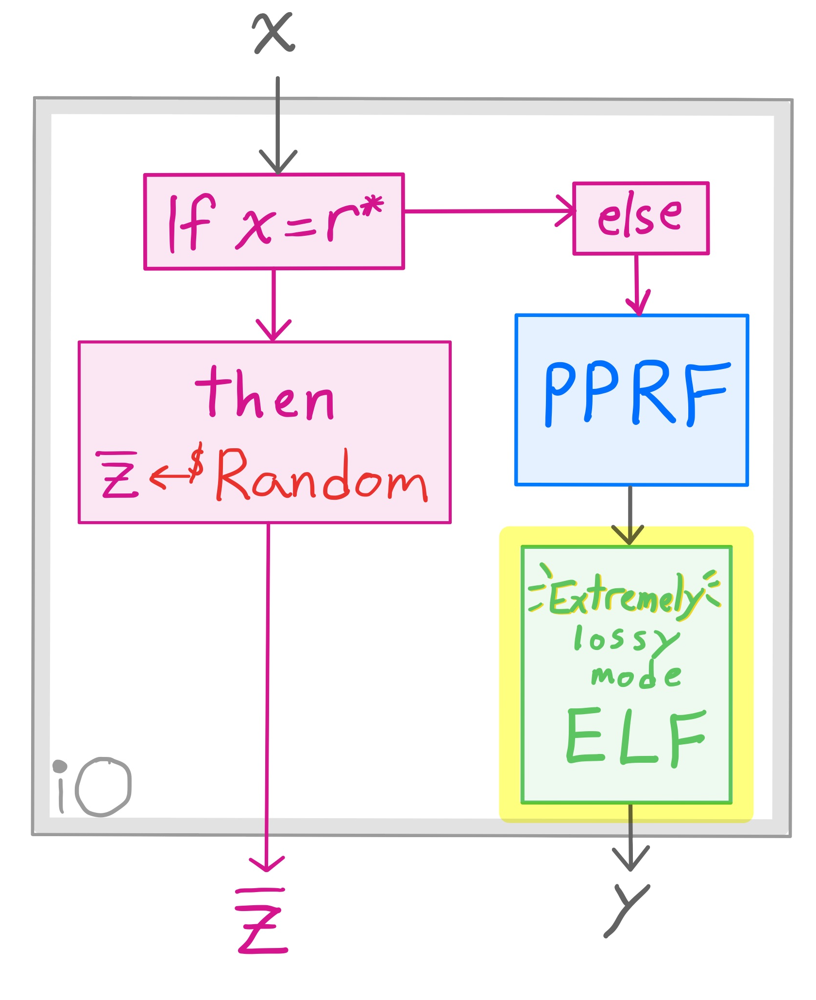 x
If x = r*
else
then
z̅ ←$ Random
PPRF
Extremely
lossy
mode
ELF
iO
z̅
y